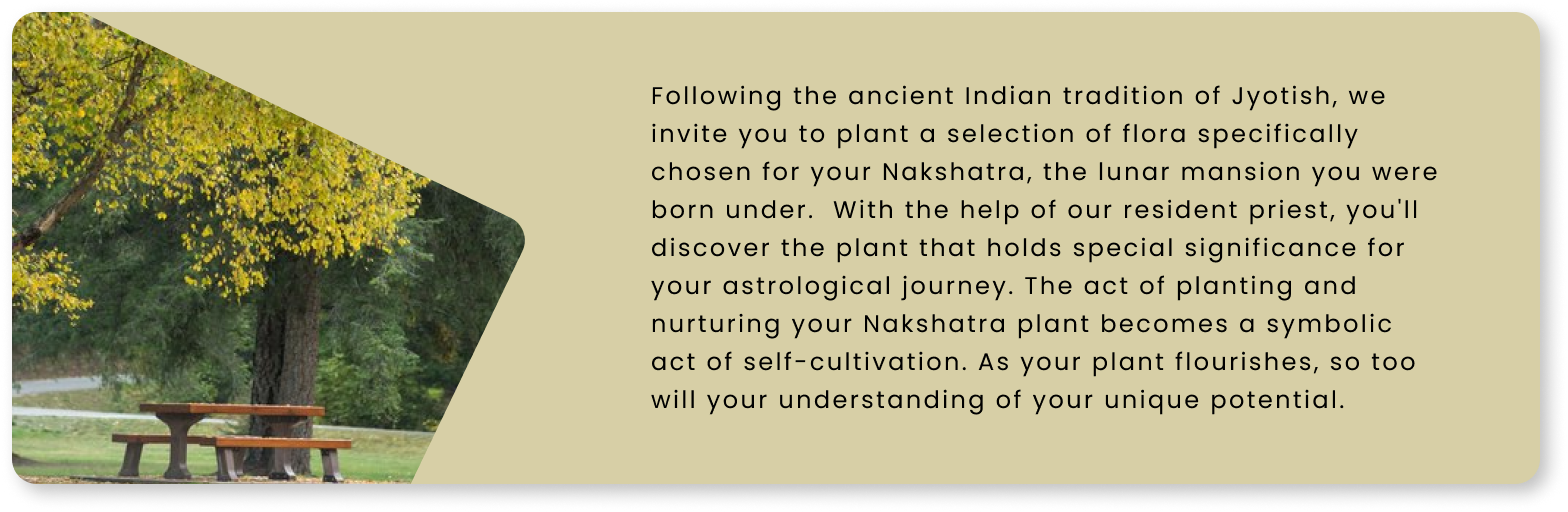 Following the ancient Indian tradition of Jyotish, we
invite you to plant a selection of flora specifically
chosen for your Nakshatra, the lunar mansion you were
born under.  With the help of our resident priest, you'll
discover the plant that holds special significance for
your astrological journey. The act of planting and
nurturing your Nakshatra plant becomes a symbolic
act of self-cultivation. As your plant flourishes, so too
will your understanding of your unique potential.